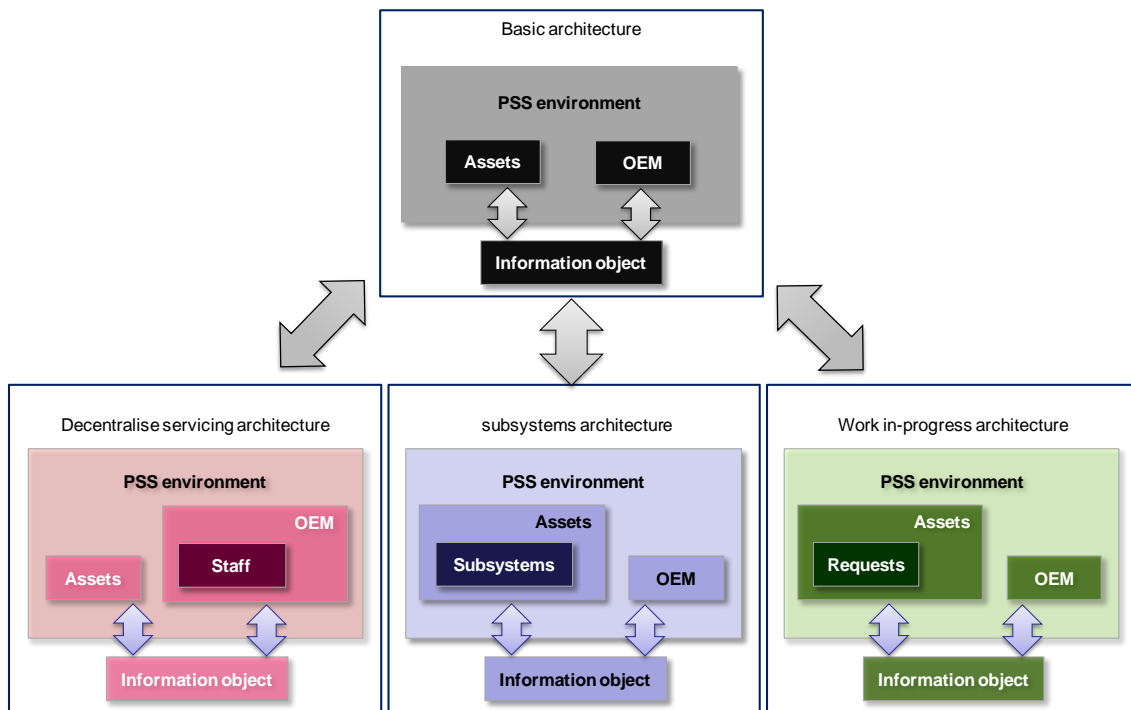 Basic architecture
PSS environment
Assets
OEM
Information object
Decentralise servicing architecture
PSS environment
OEM
Staff
Assets
Information object
subsystems architecture
PSS environment
Assets
Subsystems
OEM
Information object
Work in-progress architecture
PSS environment
Assets
Requests
OEM
Information object